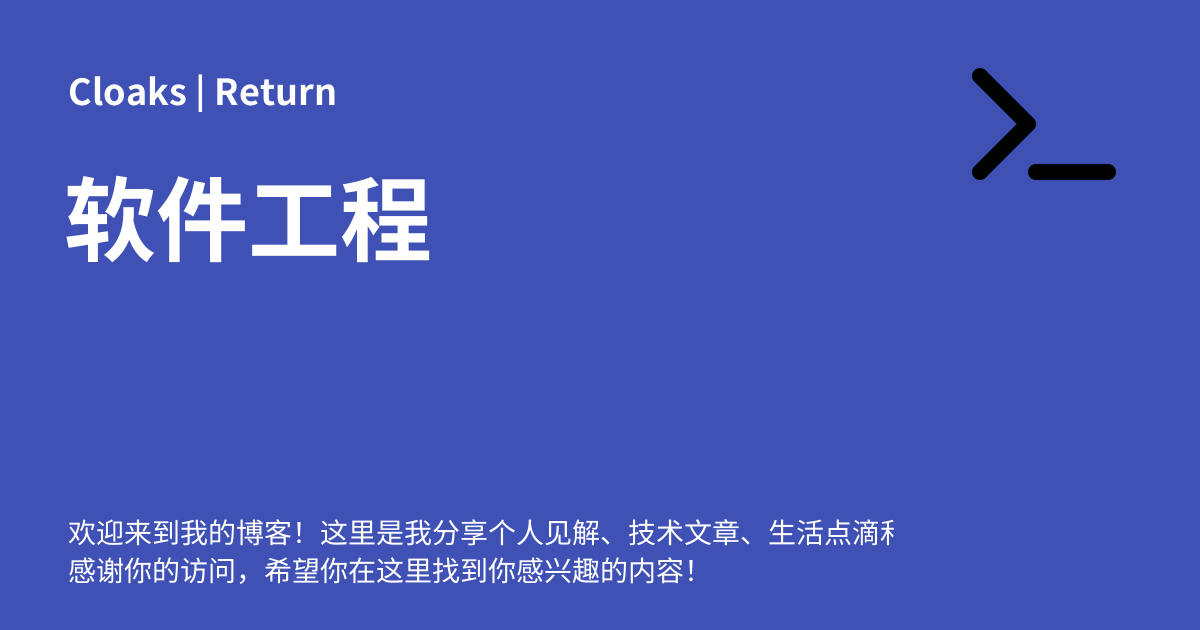 Cloaks | Return
软件工程
欢迎来到我的博客！这里是我分享个人见解、技术文章、生活点滴
感谢你的访问，希望你在这里找到你感兴趣的内容！